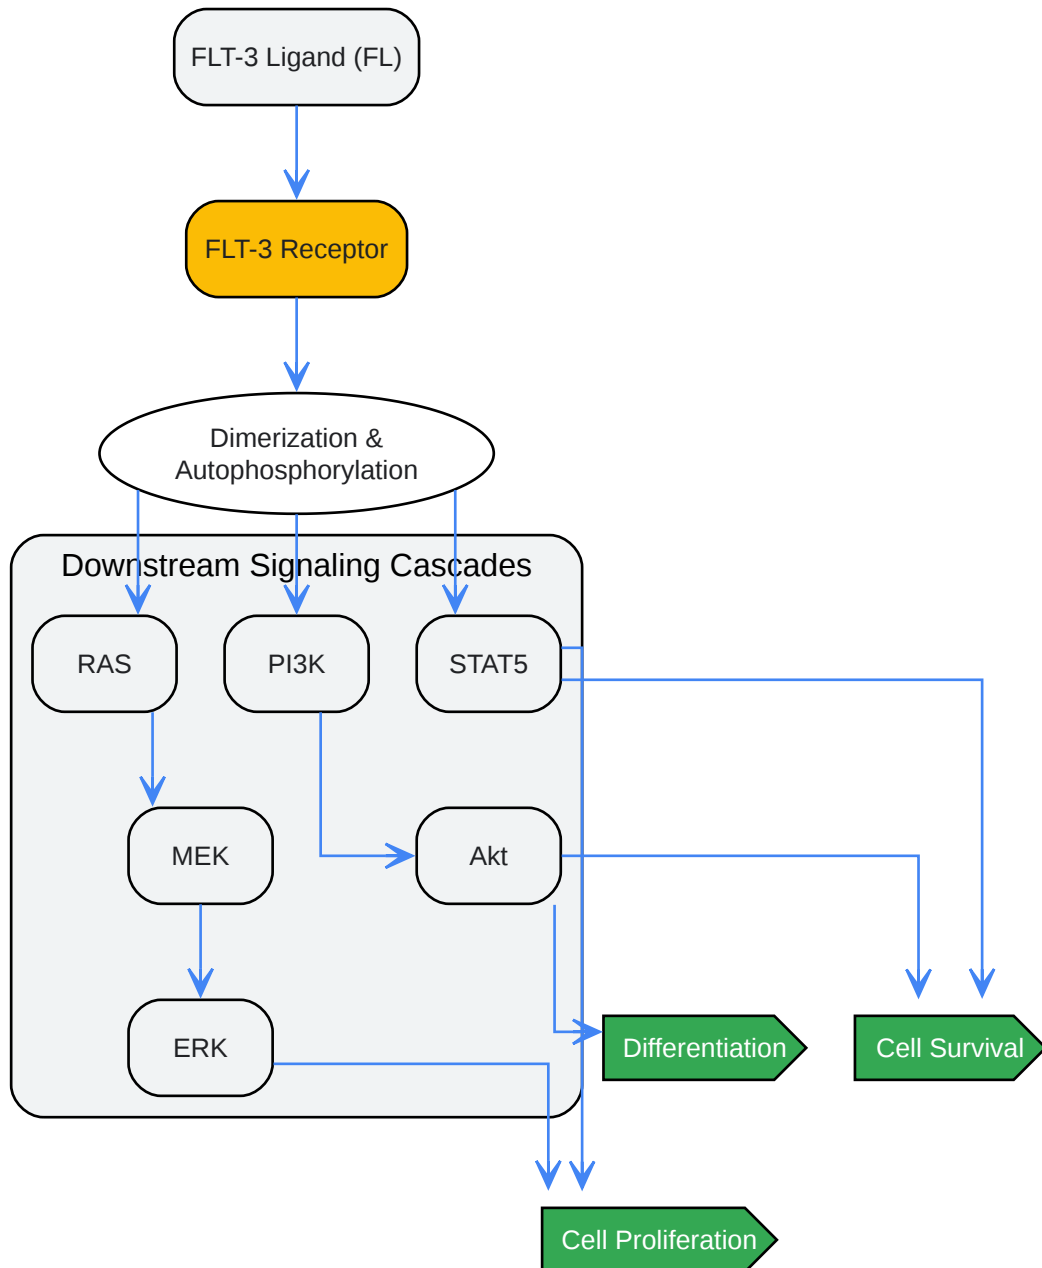 FLT-3 Ligand (FL)
FLT-3 Receptor
Dimerization &
Autophosphorylation
Downstream Signaling Cascades
RAS
PI3K
STAT5
MEK
Akt
ERK
Differentiation
Cell Survival
Cell Proliferation